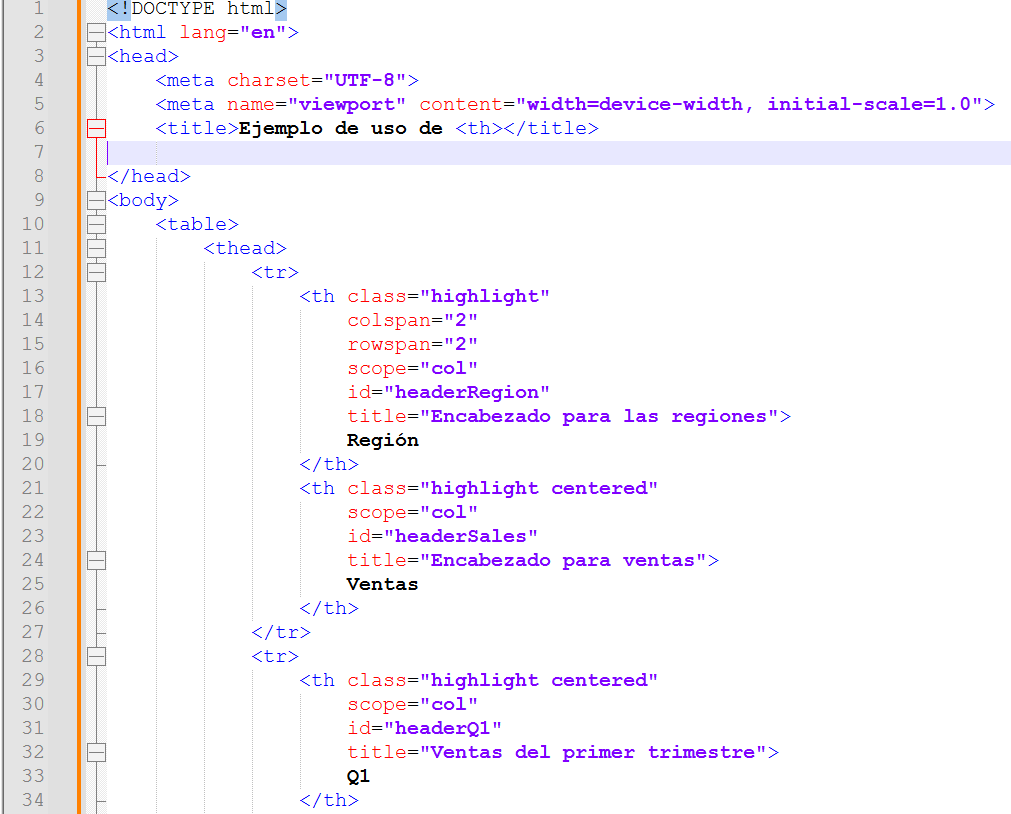 1 <!DOCTYPE html>
2 <html lang="en">
3 <head>
4 <meta charset="UTF-8">
5 <meta name="viewport" content="width=device-width, initial-scale=1.0">
6 <title>Ejemplo de uso de <th></title>
7
8 </head>
9 <body>
10 <table>
11 <thead>
12 <tr>
13 <th class="highlight"
14 colspan="2"
15 rowspan="2"
16 scope="col"
17 id="headerRegion"
18 title="Encabezado para las regiones">
19 Región
20 </th>
21 <th class="highlight centered"
22 scope="col"
23 id="headerSales"
24 title="Encabezado para ventas">
25 Ventas
26 </th>
27 </tr>
28 <tr>
29 <th class="highlight centered"
30 scope="col"
31 id="headerQ1"
32 title="Ventas del primer trimestre">
33 Q1
34 </th>